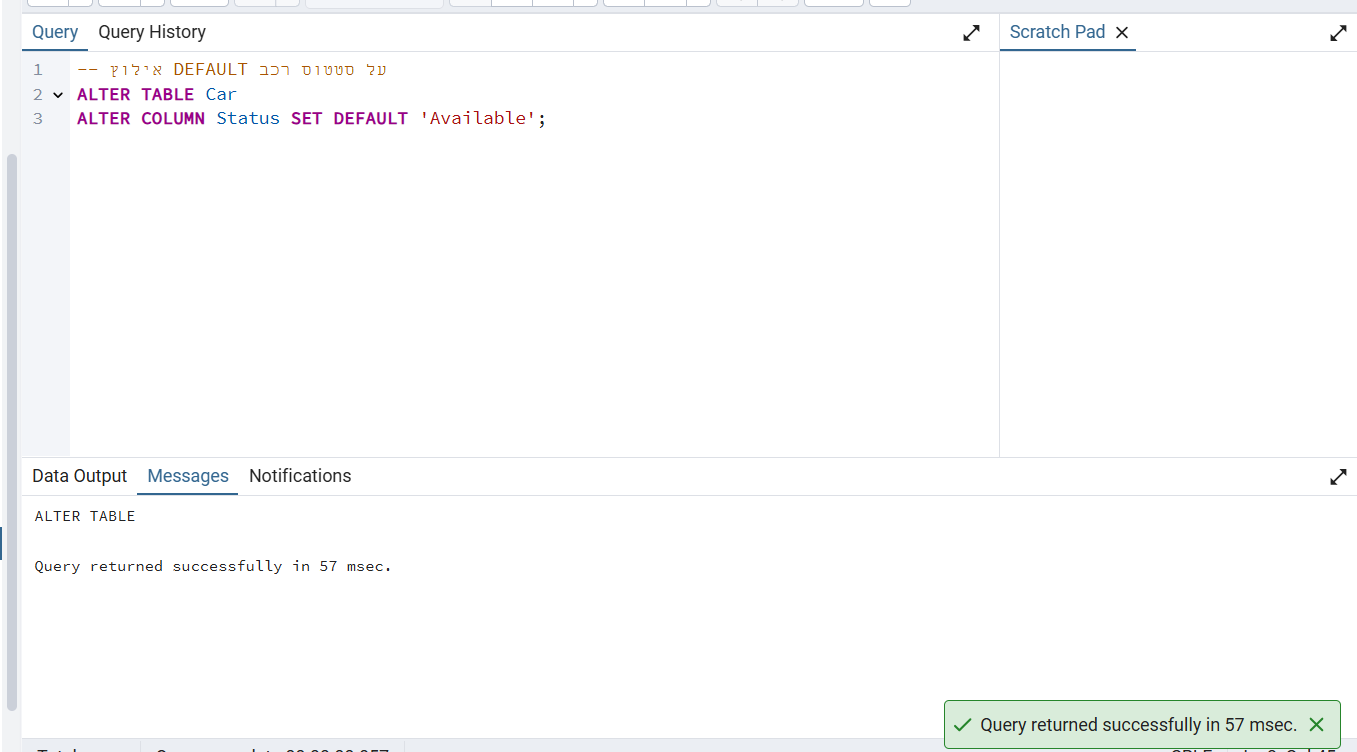 Query
Query History
Scratch Pad
1 -- אילוץ DEFAULT על סטטוס רכב
2 ALTER TABLE Car
3 ALTER COLUMN Status SET DEFAULT 'Available';
Data Output
Messages
Notifications
ALTER TABLE
Query returned successfully in 57 msec.
Query returned successfully in 57 msec.